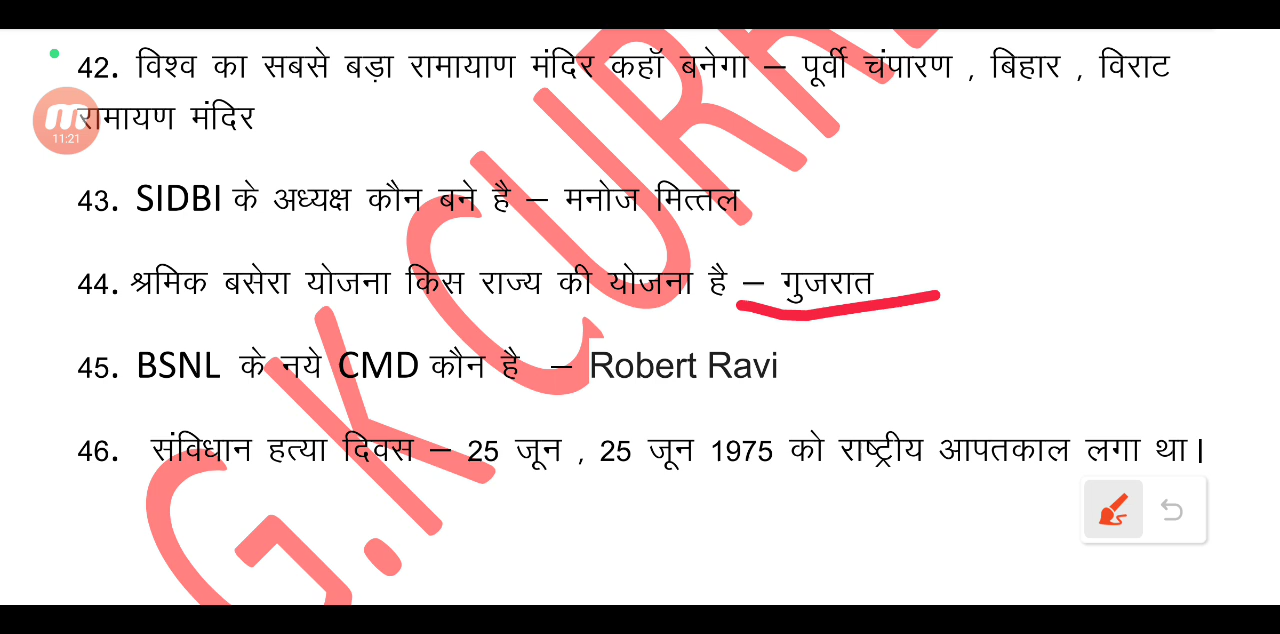 42. विश्व का सबसे बड़ा रामायाण मंदिर कहॉ बनेगा – पूर्वी चंपारण , बिहार , विराट
रामायण मंदिर
11:21
43. SIDBI के अध्यक्ष कौन बने है – मनोज मित्तल
44. श्रमिक बसेरा योजना किस राज्य की योजना है – गुजरात
45. BSNL के नये CMD कौन है – Robert Ravi
46. संविधान हत्या दिवस – 25 जून , 25 जून 1975 को राष्ट्रीय आपतकाल लगा था।
G.K CURR